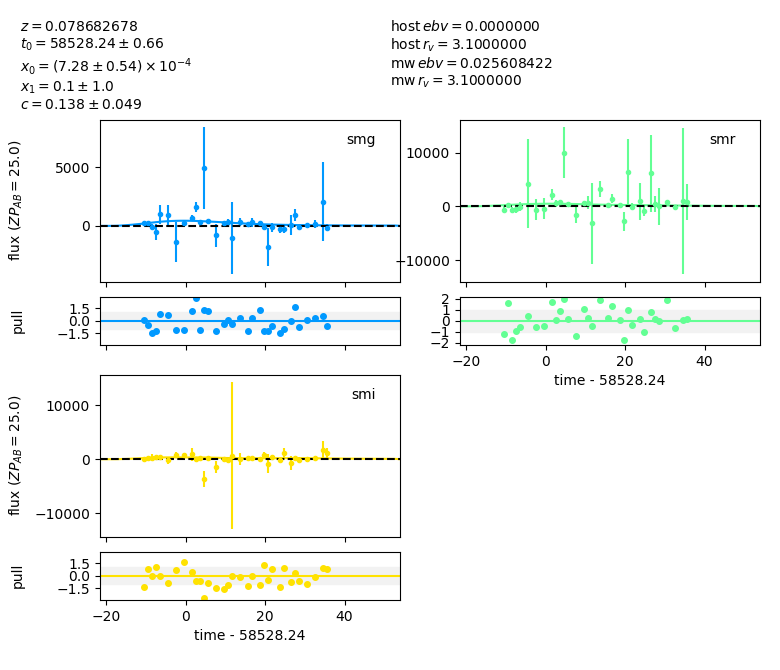 z = 0.078682678
t₀ = 58528.24 ± 0.66
x₀ = (7.28 ± 0.54) × 10⁻⁴
x₁ = 0.1 ± 1.0
c = 0.138 ± 0.049
host ebv = 0.0000000
host r_v = 3.1000000
mw ebv = 0.025608422
mw r_v = 3.1000000
smg
flux (ZP_AB = 25.0)
5000
0
pull
1.5
0.0
−1.5
smr
10000
0
−10000
2
1
0
−1
−2
−20
0
20
40
time - 58528.24
smi
flux (ZP_AB = 25.0)
10000
0
−10000
pull
1.5
0.0
−1.5
−20
0
20
40
time - 58528.24